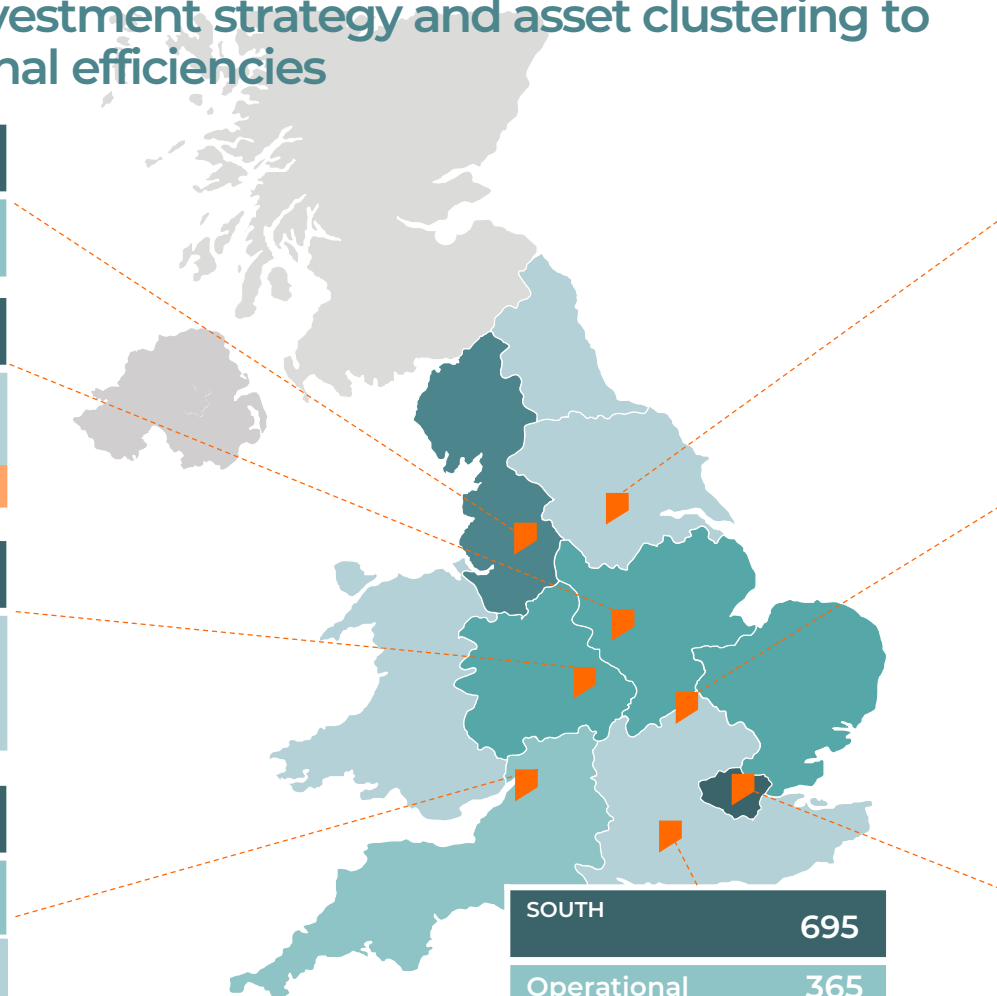 vestment strategy and asset clustering to
nal efficiencies
SOUTH
695
Operational
365